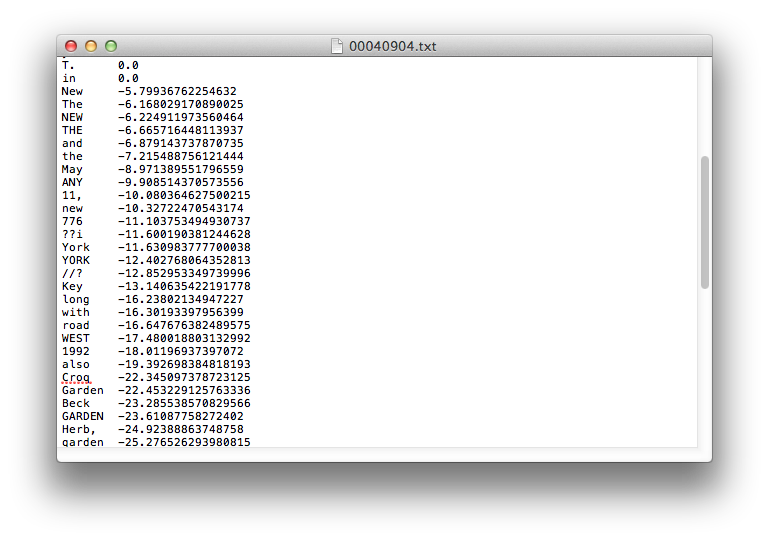 00040904.txt
T. 0.0
in 0.0
New -5.79936762254632
The -6.168029170890025
NEW -6.224911973560464
THE -6.665716448113937
and -6.879143737870735
the -7.215488756121444
May -8.971389551796559
ANY -9.908514370573556
11, -10.080364627500215
new -10.32722470543174
776 -11.103753494930737
??i -11.600190381244628
York -11.630983777700038
YORK -12.402768064352813
//? -12.852953349739996
Key -13.140635422191778
long -16.23802134947227
with -16.30193397956399
road -16.647676382489575
WEST -17.480018803132992
1992 -18.01196937397072
also -19.392698384818193
Croq -22.345097378723125
Garden -22.453229125763336
Beck -23.285538570829566
GARDEN -23.61087758272402
Herb, -24.92388863748758
garden -25.276526293980815